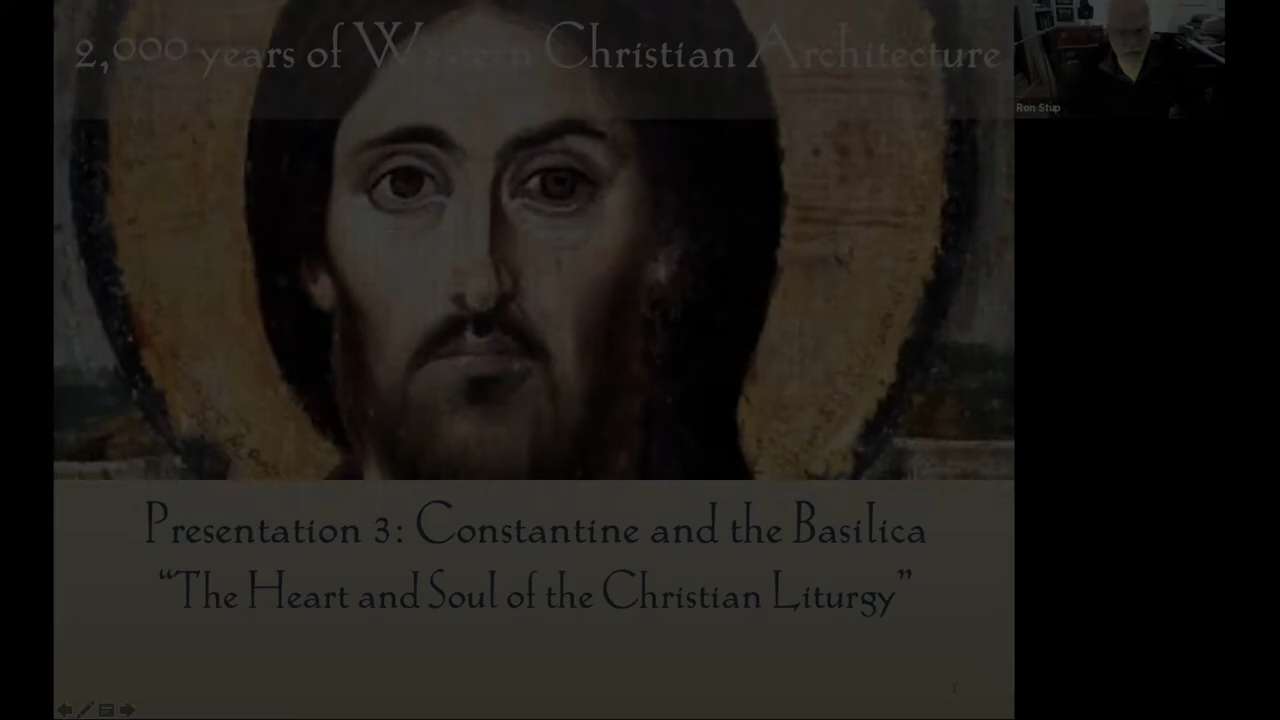 2,000 years of Western Christian Architecture
Ron Stup
Presentation 3: Constantine and the Basilica
“The Heart and Soul of the Christian Liturgy”